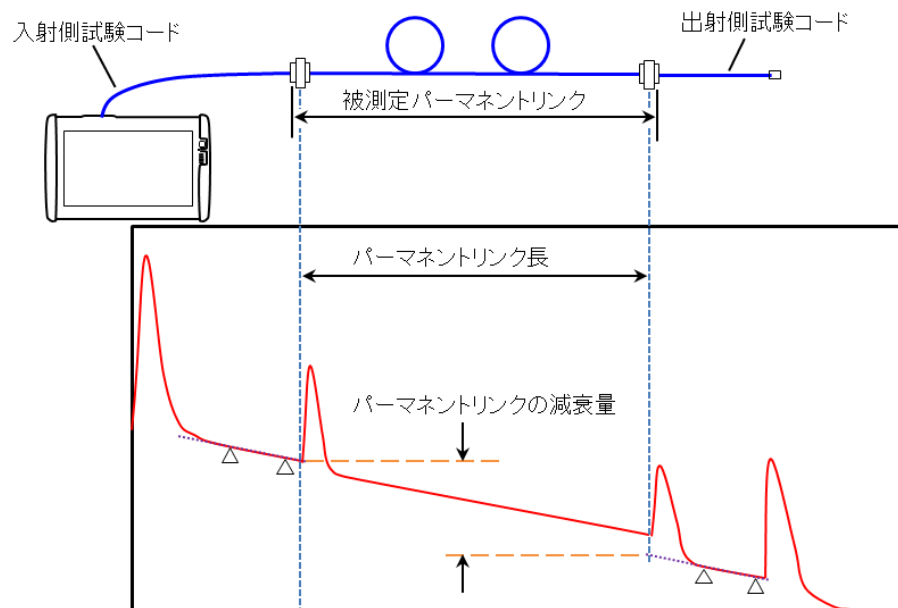 入射側試験コード
出射側試験コード
被測定パーマネントリンク
パーマネントリンク長
パーマネントリンクの減衰量